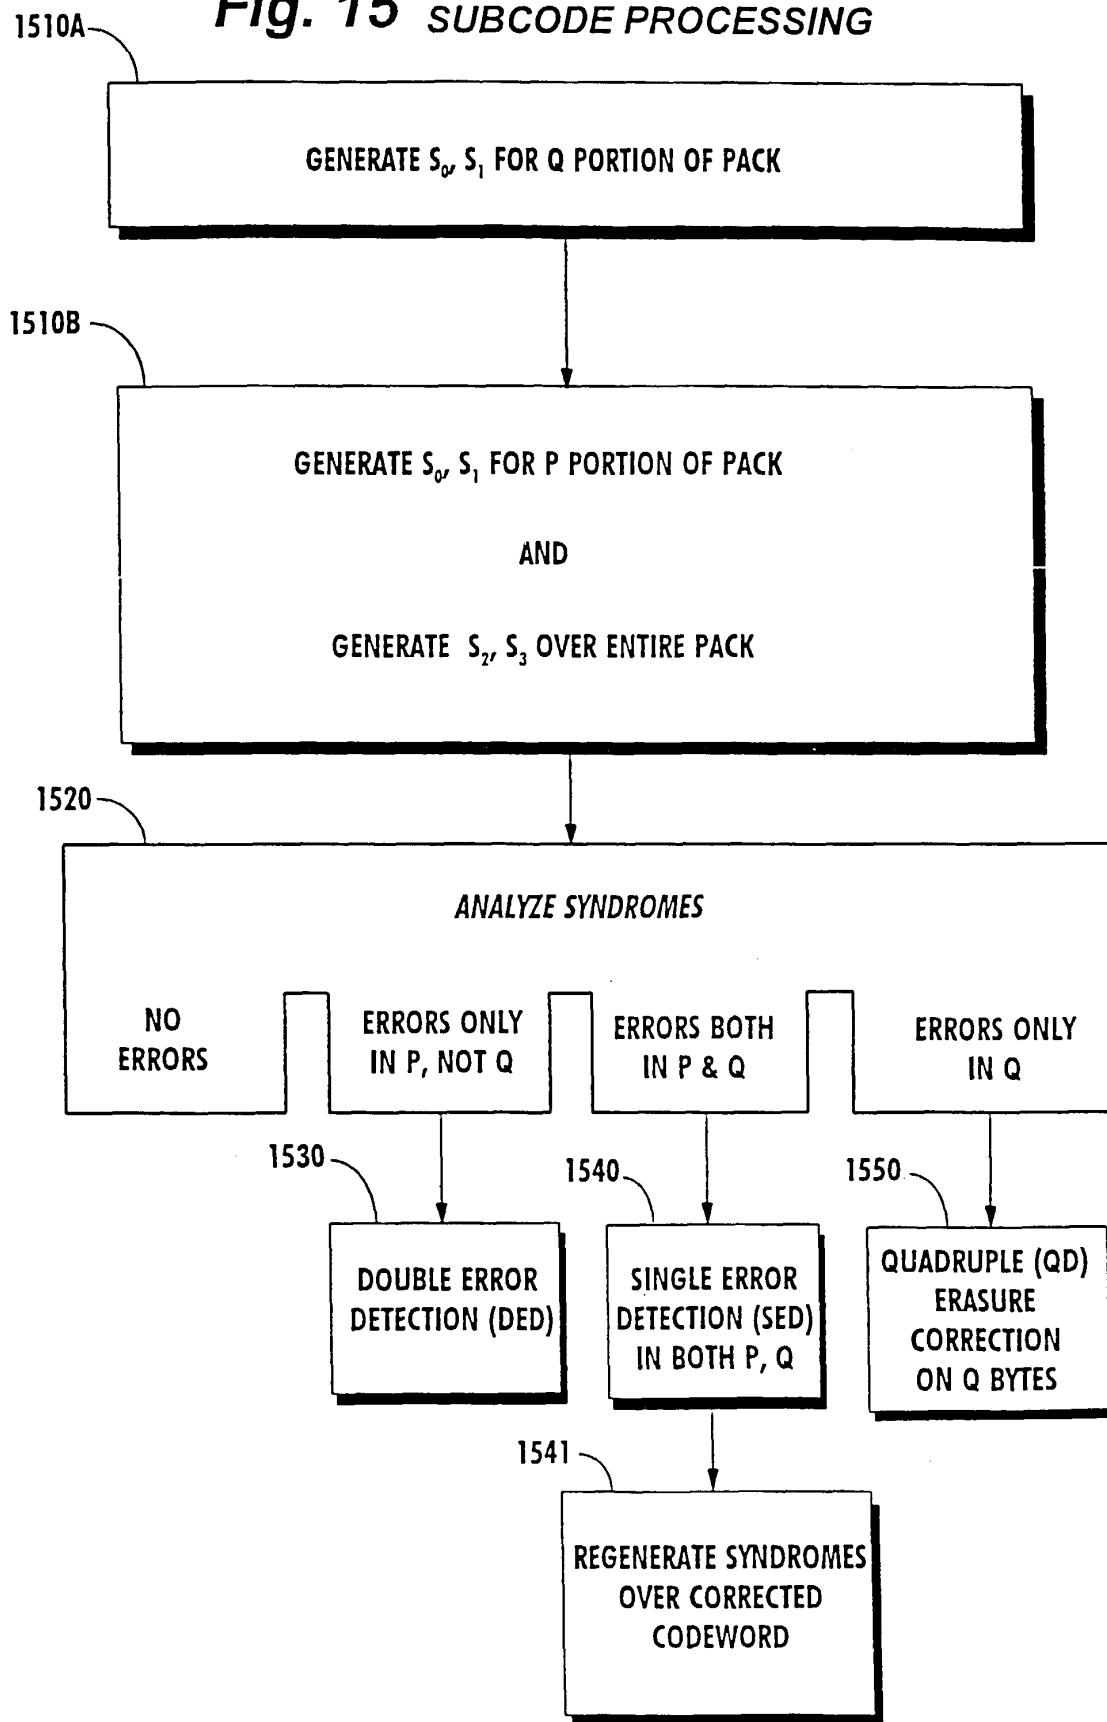 Fig. 15 SUBCODE PROCESSING
1510A
GENERATE S₀, S₁ FOR Q PORTION OF PACK
1510B
GENERATE S₀, S₁ FOR P PORTION OF PACK
AND
GENERATE S₂, S₃ OVER ENTIRE PACK
1520
ANALYZE SYNDROMES
NO
ERRORS
ERRORS ONLY
IN P, NOT Q
ERRORS BOTH
IN P & Q
ERRORS ONLY
IN Q
1530
DOUBLE ERROR
DETECTION (DED)
1540
SINGLE ERROR
DETECTION (SED)
IN BOTH P, Q
1550
QUADRUPLE (QD)
ERASURE
CORRECTION
ON Q BYTES
1541
REGENERATE SYNDROMES
OVER CORRECTED
CODEWORD